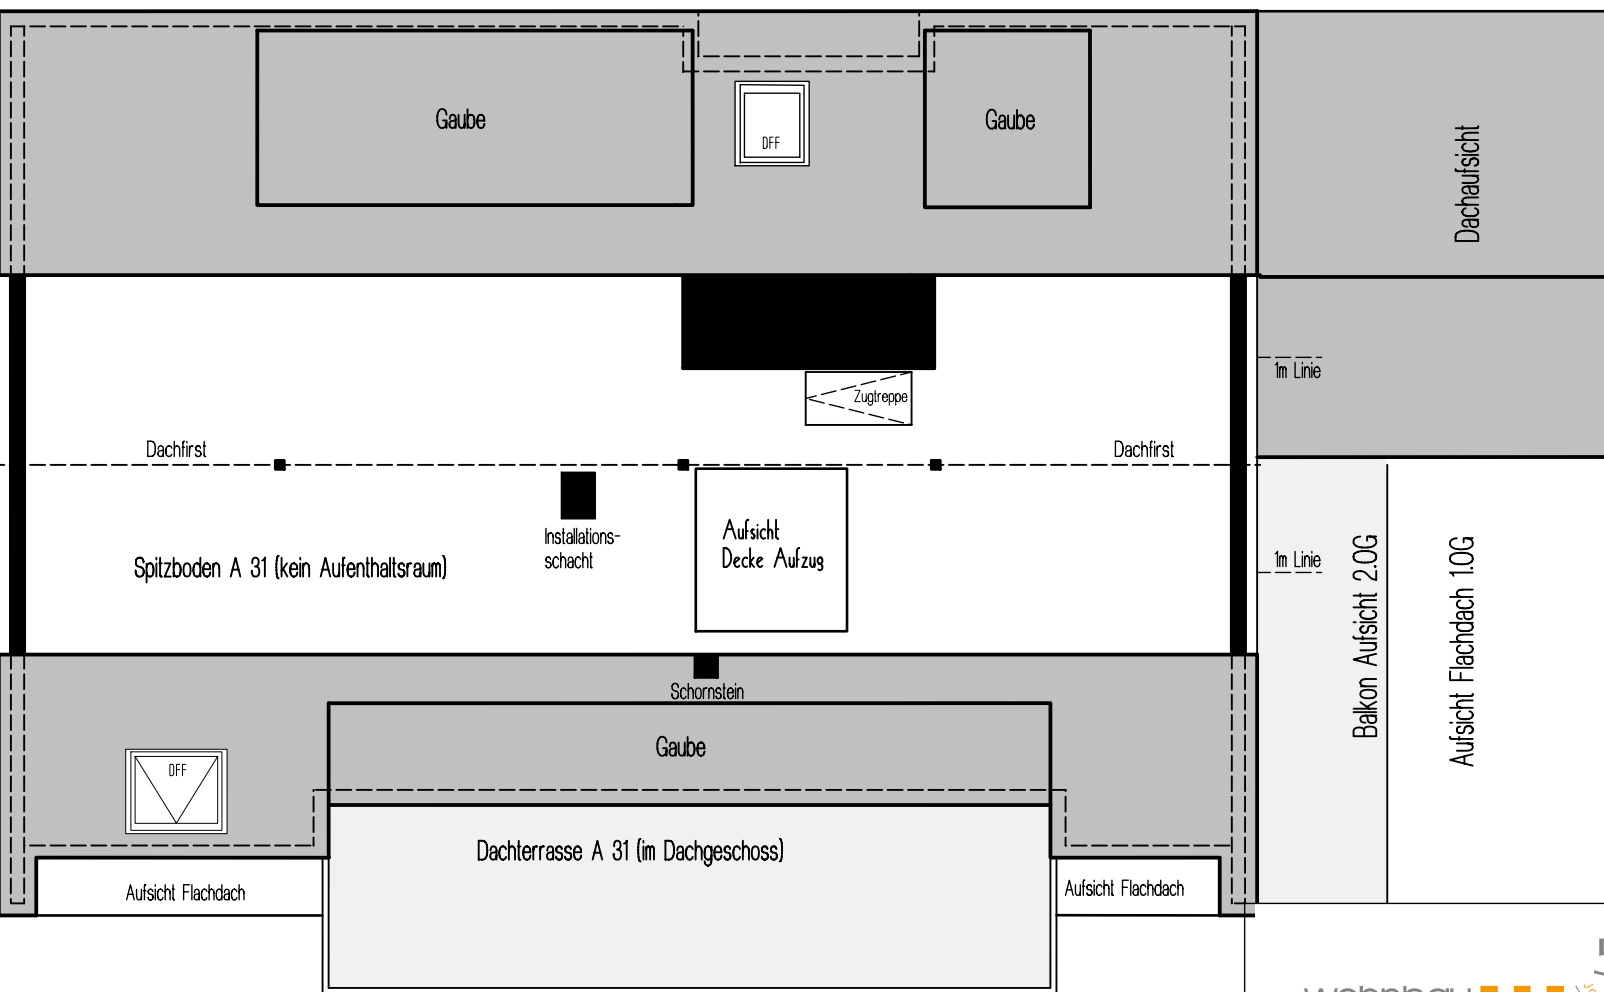 Gaube
Gaube
DFF
Dachaufsicht
1m Linie
Zugtreppe
Dachfirst
Dachfirst
Installations-
schacht
Aufsicht
Decke Aufzug
Spitzboden A 31 (kein Aufenthaltsraum)
1m Linie
Balkon Aufsicht 2.OG
Aufsicht Flachdach 1.OG
Schornstein
Gaube
DFF
Dachterrasse A 31 (im Dachgeschoss)
Aufsicht Flachdach
Aufsicht Flachdach